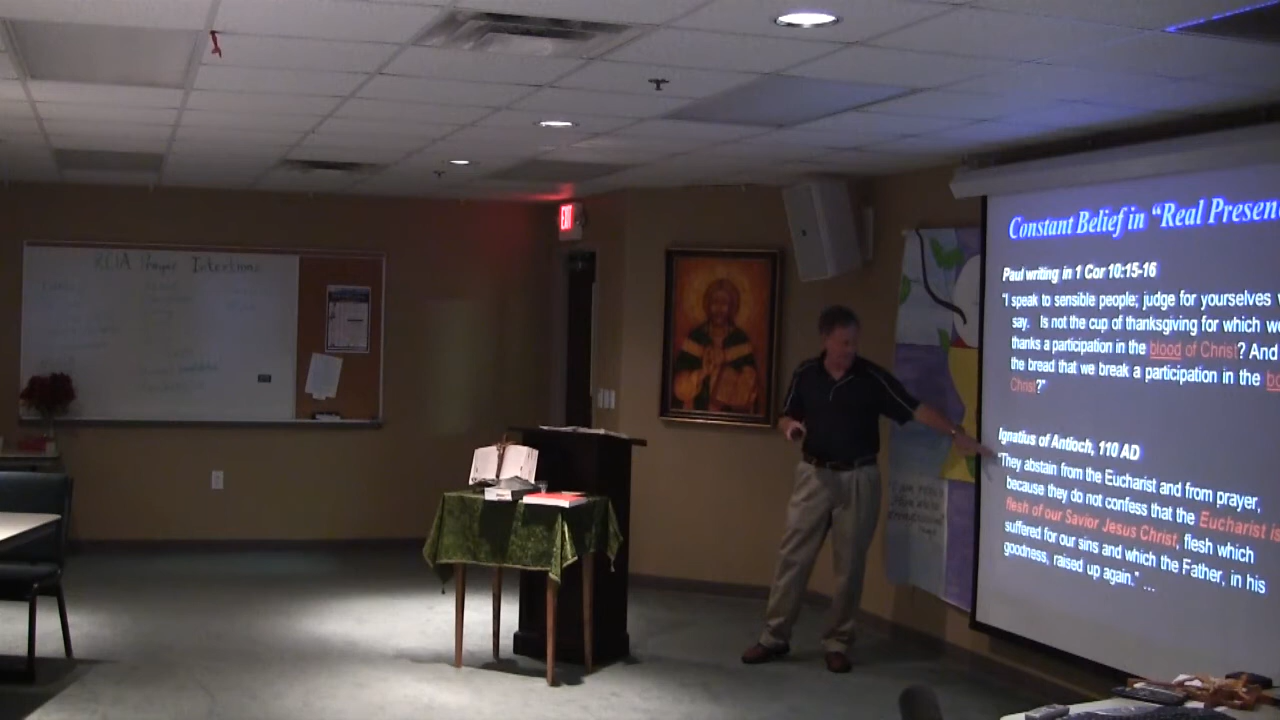 RCIA Prayer Intentions
EXIT
Constant Belief in “Real Presen
Paul writing in 1 Cor 10:15-16
“I speak to sensible people; judge for yourselves
say. Is not the cup of thanksgiving for which we
thanks a participation in the blood of Christ? And
the bread that we break a participation in the bo
Christ?”
Ignatius of Antioch, 110 AD
“They abstain from the Eucharist and from prayer,
because they do not confess that the Eucharist is
flesh of our Savior Jesus Christ, flesh which
suffered for our sins and which the Father, in his
goodness, raised up again.” ...